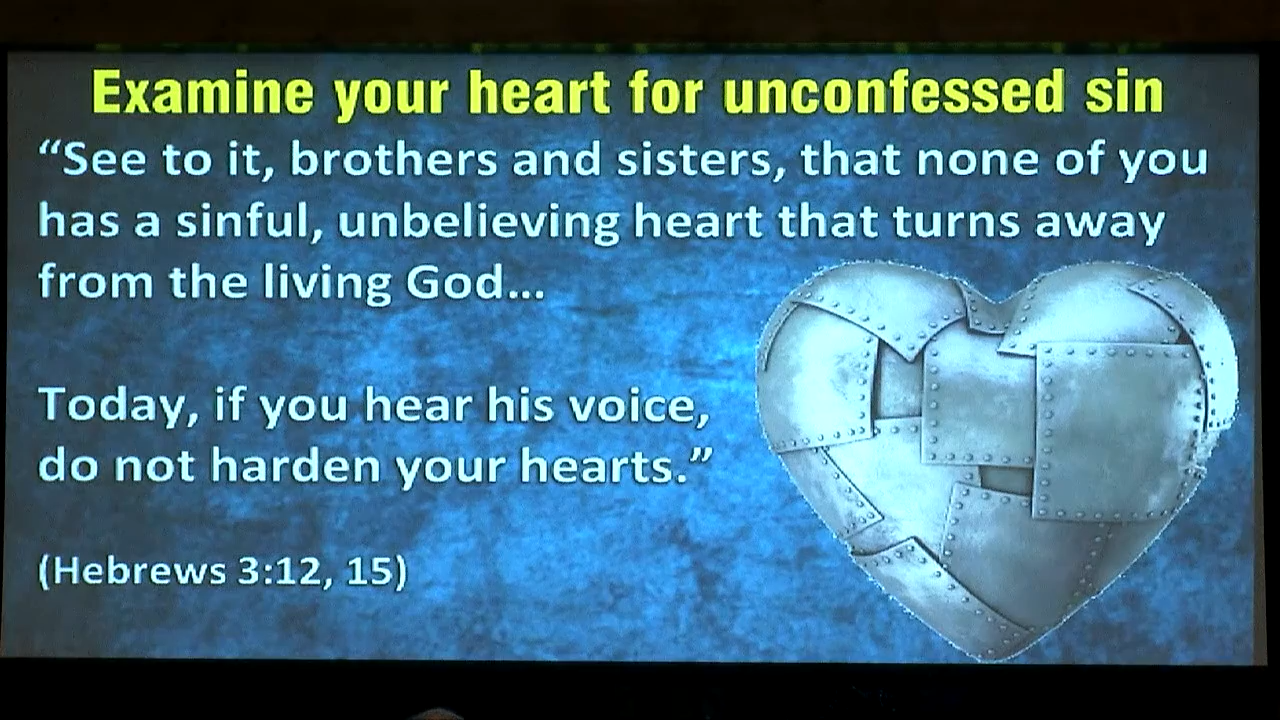 Examine your heart for unconfessed sin
“See to it, brothers and sisters, that none of you
has a sinful, unbelieving heart that turns away
from the living God...
Today, if you hear his voice,
do not harden your hearts.”
(Hebrews 3:12, 15)